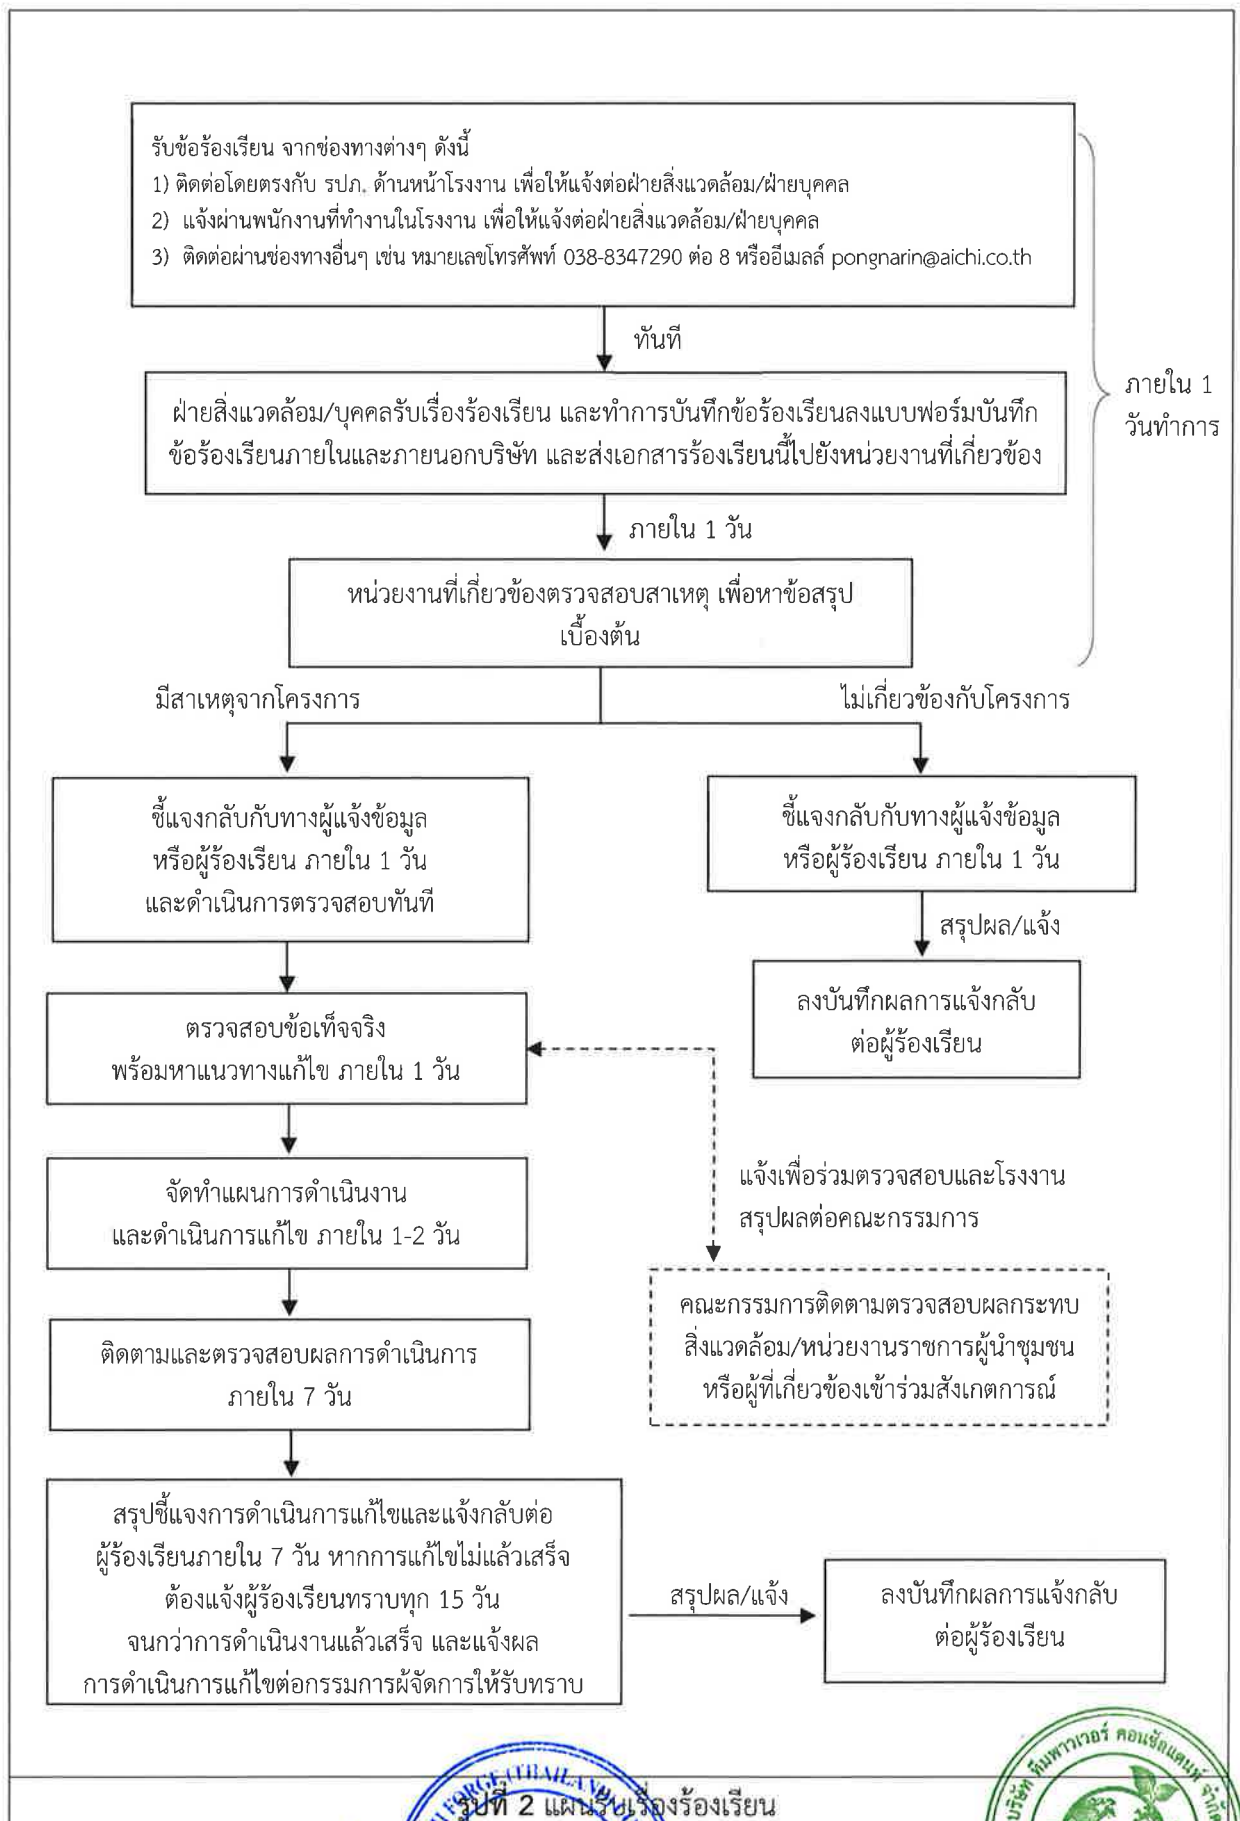 รับข้อร้องเรียน จากช่องทางต่างๆ ดังนี้
1) ติดต่อโดยตรงกับ รปภ. ด้านหน้าโรงงาน เพื่อให้แจ้งต่อฝ่ายสิ่งแวดล้อม/ฝ่ายบุคคล
2) แจ้งผ่านพนักงานที่ทำงานในโรงงาน เพื่อให้แจ้งต่อฝ่ายสิ่งแวดล้อม/ฝ่ายบุคคล
3) ติดต่อผ่านช่องทางอื่นๆ เช่น หมายเลขโทรศัพท์ 038-8347290 ต่อ 8 หรืออีเมลล์ pongnarin@aichi.co.th
ทันที
ภายใน 1
วันทำการ
ฝ่ายสิ่งแวดล้อม/บุคคลรับเรื่องร้องเรียน และทำการบันทึกข้อร้องเรียนลงแบบฟอร์มบันทึก
ข้อร้องเรียนภายในและภายนอกบริษัท และส่งเอกสารร้องเรียนนี้ไปยังหน่วยงานที่เกี่ยวข้อง
ภายใน 1 วัน
หน่วยงานที่เกี่ยวข้องตรวจสอบสาเหตุ เพื่อหาข้อสรุป
เบื้องต้น
มีสาเหตุจากโครงการ
ไม่เกี่ยวข้องกับโครงการ
ชี้แจงกลับกับทางผู้แจ้งข้อมูล
หรือผู้ร้องเรียน ภายใน 1 วัน
และดำเนินการตรวจสอบทันที
ชี้แจงกลับกับทางผู้แจ้งข้อมูล
หรือผู้ร้องเรียน ภายใน 1 วัน
สรุปผล/แจ้ง
ลงบันทึกผลการแจ้งกลับ
ต่อผู้ร้องเรียน
ตรวจสอบข้อเท็จจริง
พร้อมหาแนวทางแก้ไข ภายใน 1 วัน
จัดทำแผนการดำเนินงาน
และดำเนินการแก้ไข ภายใน 1-2 วัน
แจ้งเพื่อร่วมตรวจสอบและโรงงาน
สรุปผลต่อคณะกรรมการ
คณะกรรมการติดตามตรวจสอบผลกระทบ
สิ่งแวดล้อม/หน่วยงานราชการผู้นำชุมชน
หรือผู้ที่เกี่ยวข้องเข้าร่วมสังเกตการณ์
ติดตามและตรวจสอบผลการดำเนินการ
ภายใน 7 วัน
สรุปชี้แจงการดำเนินการแก้ไขและแจ้งกลับต่อ
ผู้ร้องเรียนภายใน 7 วัน หากการแก้ไขไม่แล้วเสร็จ
ต้องแจ้งผู้ร้องเรียนทราบทุก 15 วัน
จนกว่าการดำเนินงานแล้วเสร็จ และแจ้งผล
การดำเนินการแก้ไขต่อกรรมการผู้จัดการให้รับทราบ
สรุปผล/แจ้ง
ลงบันทึกผลการแจ้งกลับ
ต่อผู้ร้องเรียน
FORGE (THAILAND)
บริษัท ทีมพาวเวอร์ คอนซัลแตนท์ จำกัด
รูปที่ 2 แผนรับเรื่องร้องเรียน